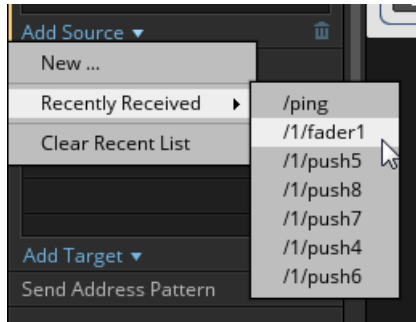 Add Source ▼
New ...
Recently Received
Clear Recent List
/ping
/1/fader1
/1/push5
/1/push8
/1/push7
/1/push4
/1/push6
Add Target ▼
Send Address Pattern